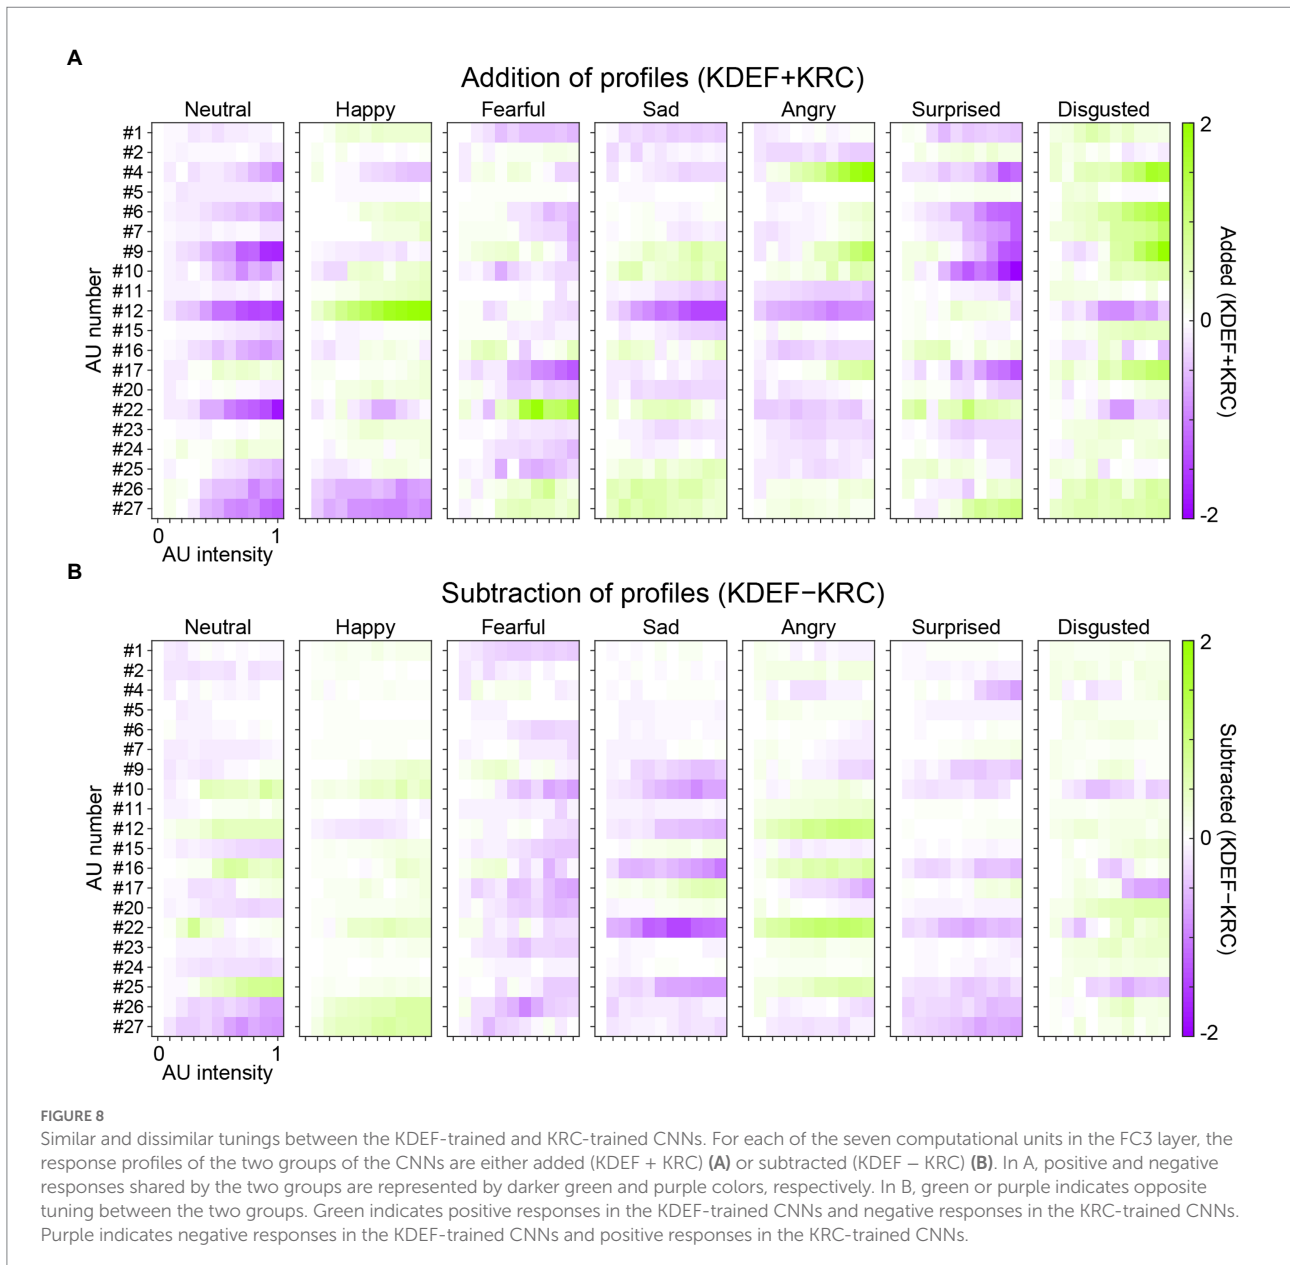 A
Addition of profiles (KDEF+KRC)
Neutral Happy Fearful Sad Angry Surprised Disgusted
#1
#2
#4
#5
#6
#7
#9
#10
#11
#12
#15
#16
#17
#20
#22
#23
#24
#25
#26
#27
AU number
0 1
AU intensity
2
0
-2
Added (KDEF+KRC)
B
Subtraction of profiles (KDEF−KRC)
Neutral Happy Fearful Sad Angry Surprised Disgusted
#1
#2
#4
#5
#6
#7
#9
#10
#11
#12
#15
#16
#17
#20
#22
#23
#24
#25
#26
#27
AU number
0 1
AU intensity
2
0
-2
Subtracted (KDEF−KRC)
FIGURE 8
Similar and dissimilar tunings between the KDEF-trained and KRC-trained CNNs. For each of the seven computational units in the FC3 layer, the
response profiles of the two groups of the CNNs are either added (KDEF + KRC) (A) or subtracted (KDEF – KRC) (B). In A, positive and negative
responses shared by the two groups are represented by darker green and purple colors, respectively. In B, green or purple indicates opposite
tuning between the two groups. Green indicates positive responses in the KDEF-trained CNNs and negative responses in the KRC-trained CNNs.
Purple indicates negative responses in the KDEF-trained CNNs and positive responses in the KRC-trained CNNs.